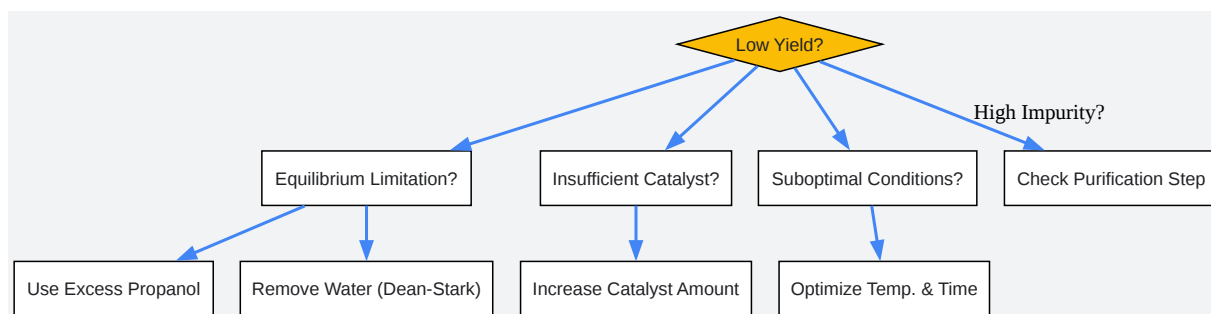 Low Yield?
High Impurity?
Equilibrium Limitation?
Insufficient Catalyst?
Suboptimal Conditions?
Check Purification Step
Use Excess Propanol
Remove Water (Dean-Stark)
Increase Catalyst Amount
Optimize Temp. & Time